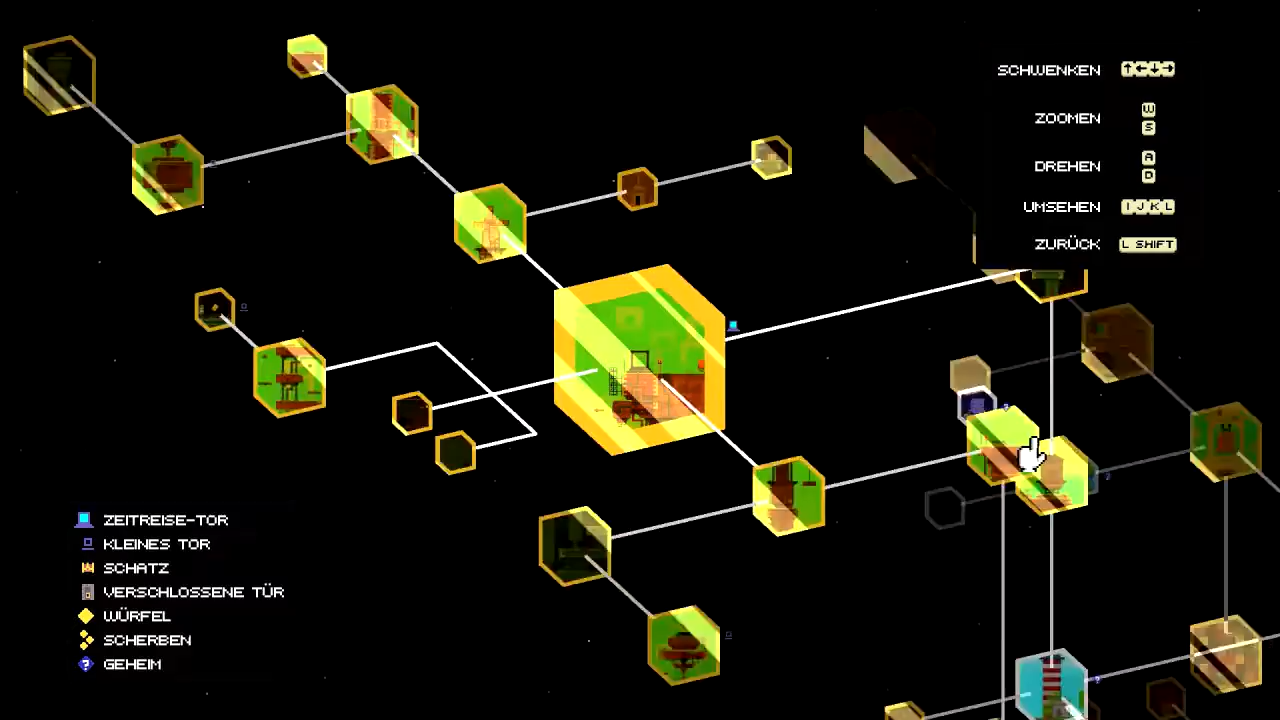 SCHWENKEN ↑←↓→
ZOOMEN W
S
DREHEN A
D
UMSEHEN I J K L
ZURÜCK L SHIFT
ZEITREISE-TOR
KLEINES TOR
SCHATZ
VERSCHLOSSENE TÜR
WÜRFEL
SCHERBEN
? GEHEIM